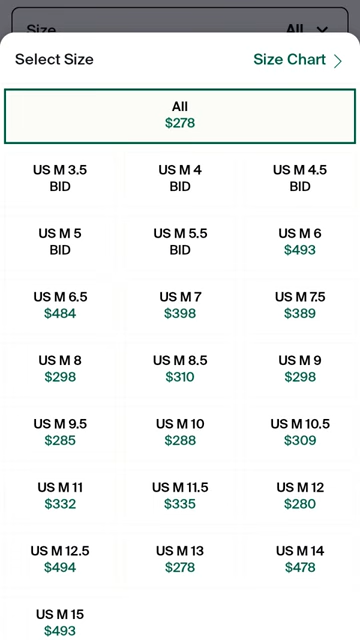 Size All
Select Size Size Chart
All
$278
US M 3.5 US M 4 US M 4.5
BID BID BID
US M 5 US M 5.5 US M 6
BID BID $493
US M 6.5 US M 7 US M 7.5
$484 $398 $389
US M 8 US M 8.5 US M 9
$298 $310 $298
US M 9.5 US M 10 US M 10.5
$285 $288 $309
US M 11 US M 11.5 US M 12
$332 $335 $280
US M 12.5 US M 13 US M 14
$494 $278 $478
US M 15
$493